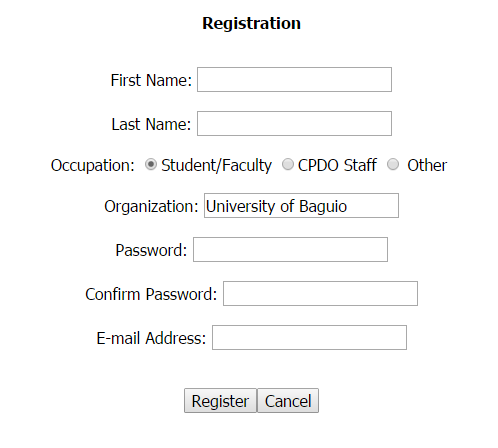 Registration
First Name:
Last Name:
Occupation: Student/Faculty CPDO Staff Other
Organization: University of Baguio
Password:
Confirm Password:
E-mail Address:
Register Cancel